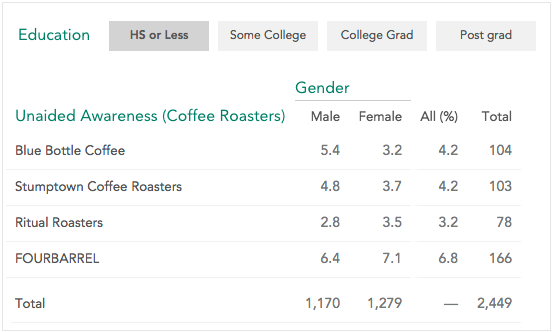 Education HS or Less Some College College Grad Post grad
Gender
Unaided Awareness (Coffee Roasters) Male Female All (%) Total
Blue Bottle Coffee 5.4 3.2 4.2 104
Stumptown Coffee Roasters 4.8 3.7 4.2 103
Ritual Roasters 2.8 3.5 3.2 78
FOURBARREL 6.4 7.1 6.8 166
Total 1,170 1,279 — 2,449